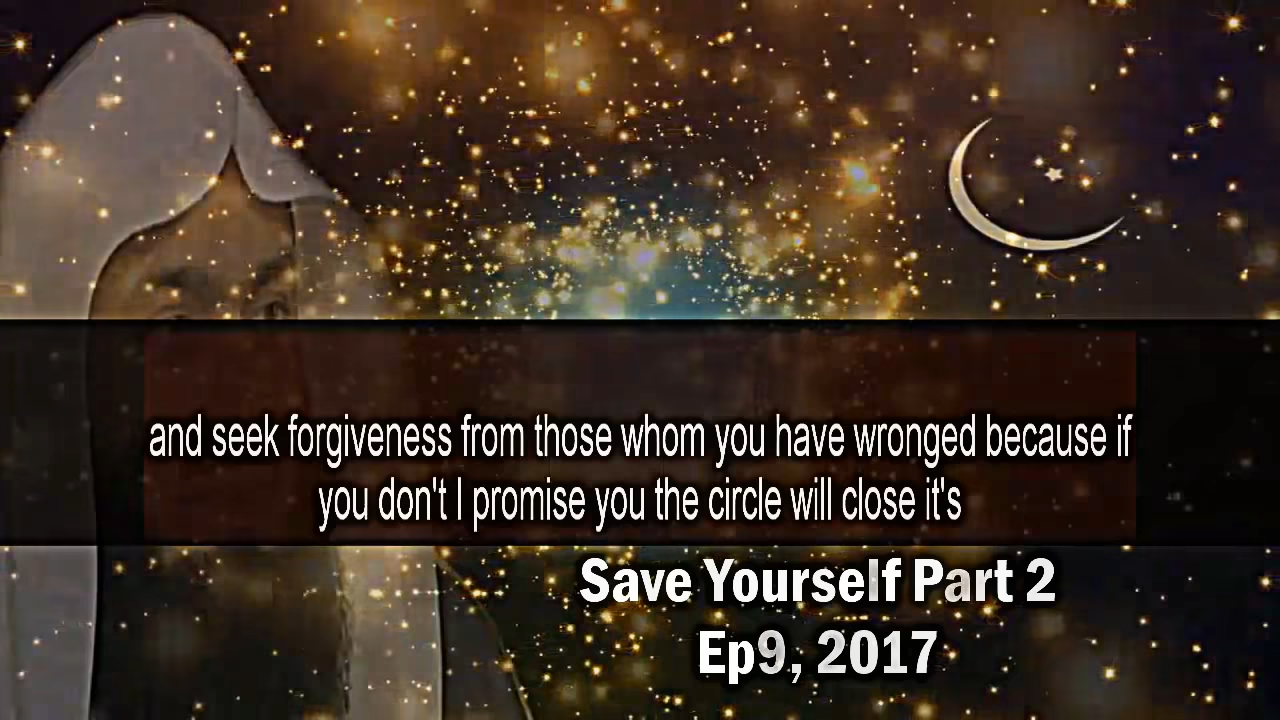 and seek forgiveness from those whom you have wronged because if
you don't I promise you the circle will close it's
Save Yourself Part 2
Ep9, 2017